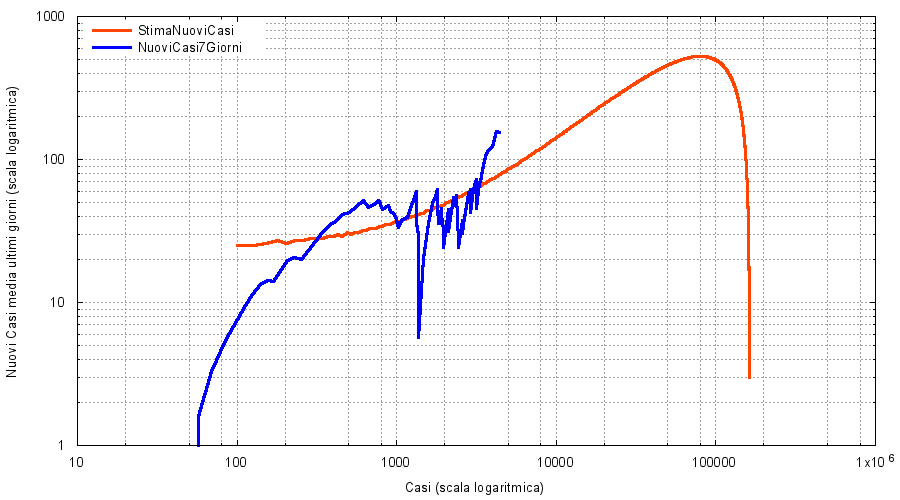 1000
StimaNuoviCasi
NuoviCasi7Giorni
100
10
1
Nuovi Casi media ultimi giorni (scala logaritmica)
10
100
1000
10000
100000
1x10^6
Casi (scala logaritmica)